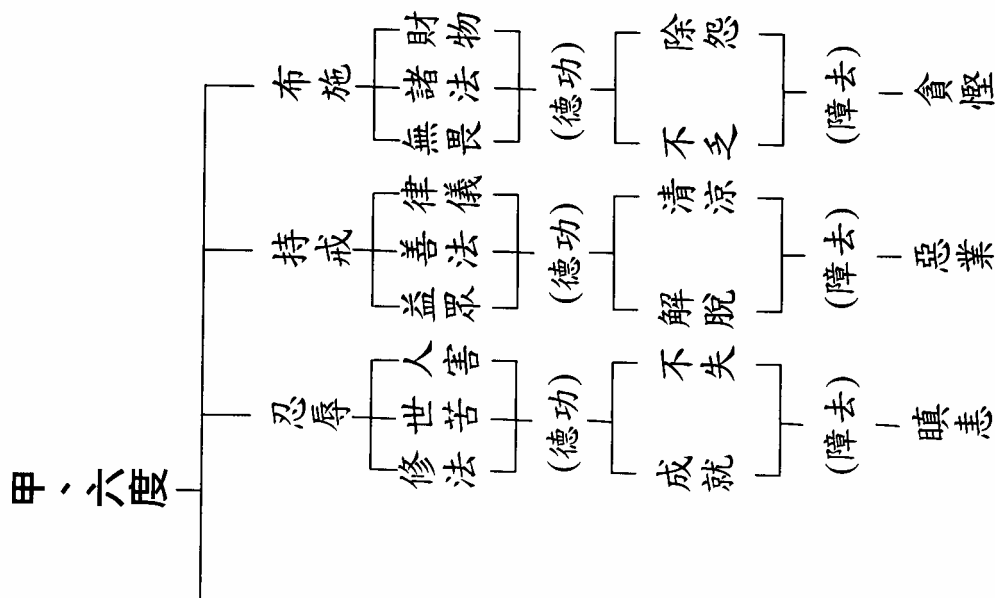 甲、六度
布施
財物
諸法
無畏
(德功)
除怨
不乏
(障去)
貪慳
持戒
律儀
善法
益眾
(德功)
清涼
解脫
(障去)
惡業
忍辱
人害
世苦
修法
(德功)
不失
成就
(障去)
瞋恚